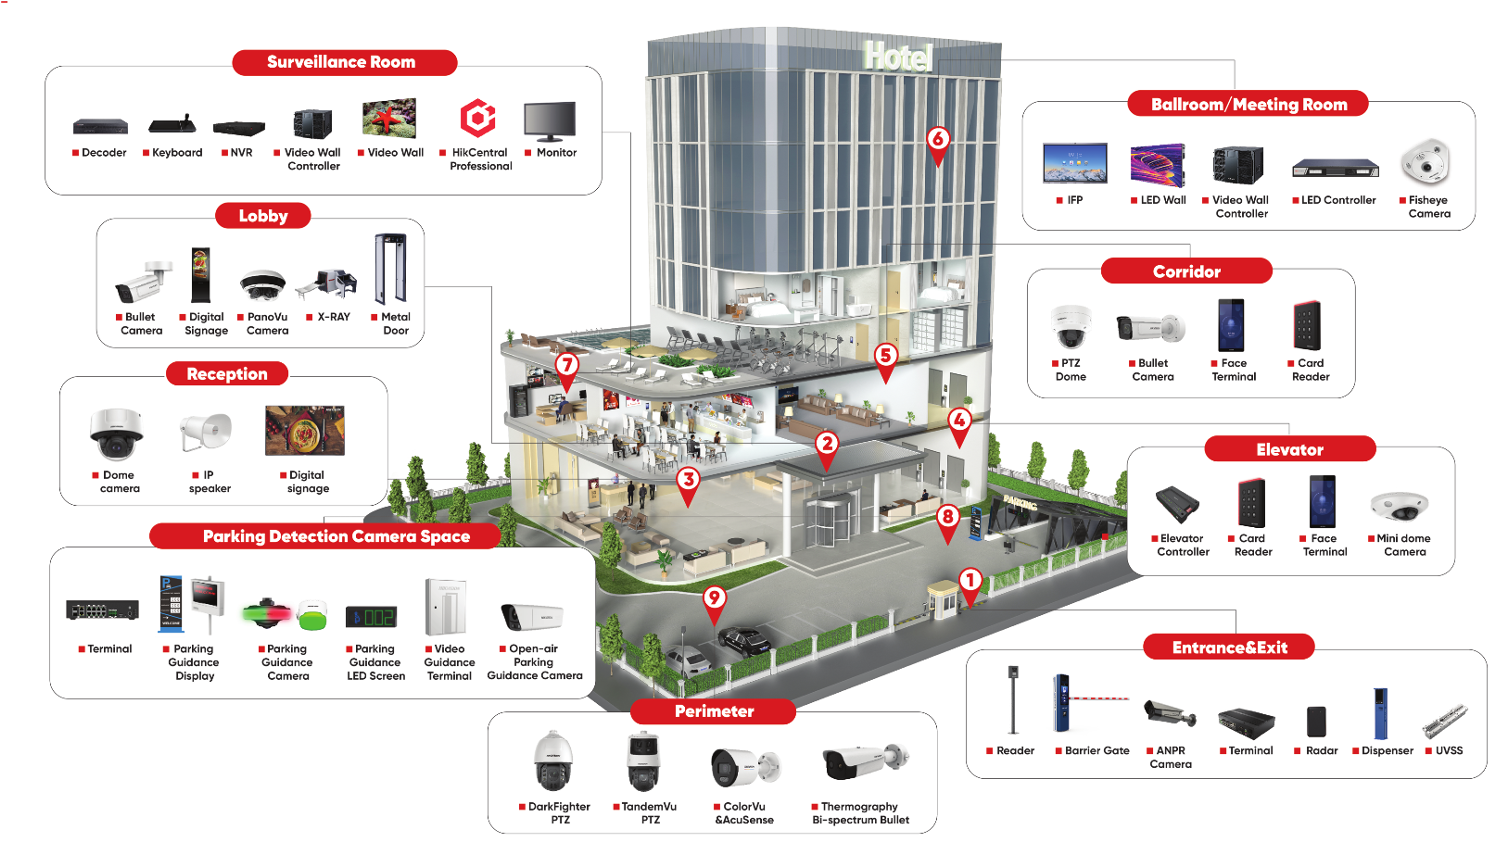 Hotel
Surveillance Room
Decoder
Keyboard
NVR
Video Wall
Controller
Video Wall
HikCentral
Professional
Monitor
Lobby
Bullet
Camera
Digital
Signage
PanoVu
Camera
X-RAY
Metal
Door
Reception
Dome
camera
IP
speaker
Digital
signage
Parking Detection Camera Space
Terminal
Parking
Guidance
Display
Parking
Guidance
Camera
Parking
Guidance
LED Screen
Video
Guidance
Terminal
Open-air
Parking
Guidance Camera
Perimeter
DarkFighter
PTZ
TandemVu
PTZ
ColorVu
&AcuSense
Thermography
Bi-spectrum Bullet
Ballroom/Meeting Room
IFP
LED Wall
Video Wall
Controller
LED Controller
Fisheye
Camera
Corridor
PTZ
Dome
Bullet
Camera
Face
Terminal
Card
Reader
Elevator
Elevator
Controller
Card
Reader
Face
Terminal
Mini dome
Camera
Entrance&Exit
Reader
Barrier Gate
ANPR
Camera
Terminal
Radar
Dispenser
UVSS
6
7
5
4
2
3
8
1
9
PARKING
002